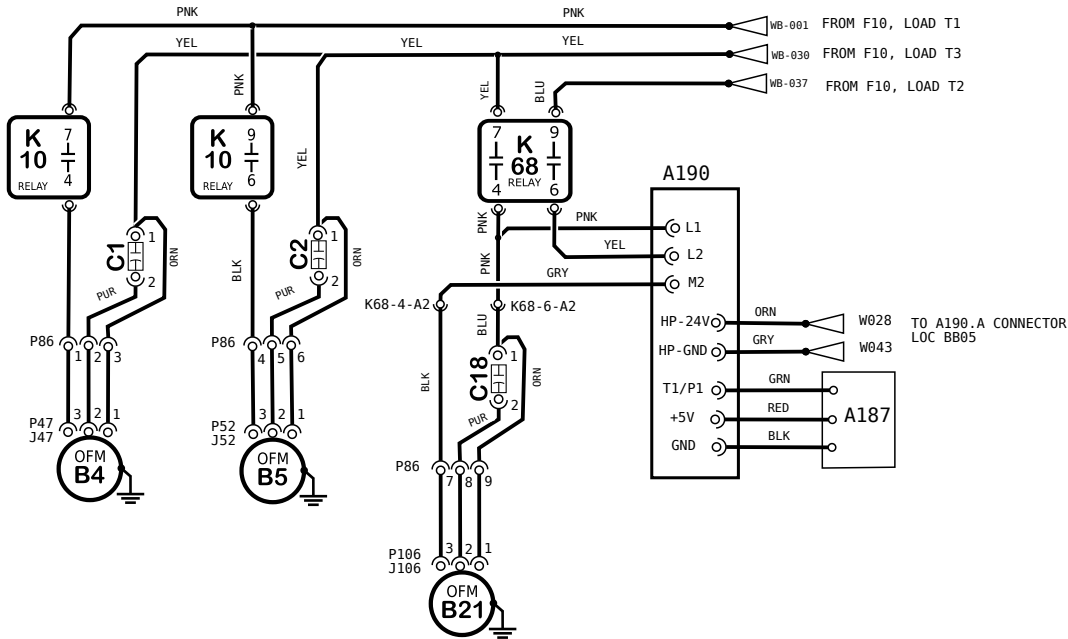 PNK PNK WB-001 FROM F10, LOAD T1
YEL YEL YEL WB-030 FROM F10, LOAD T3
PNK YEL BLU WB-037 FROM F10, LOAD T2
K 10 RELAY 7 4
K 10 RELAY 9 6
K 68 RELAY 7 9 4 6
YEL
A190
PNK PNK L1
YEL L2
PNK GRY M2
C1 1 2 ORN PUR
BLK
C2 1 2 ORN PUR
K68-4-A2 K68-6-A2
HP-24V ORN W028 TO A190.A CONNECTOR
HP-GND GRY W043 LOC BB05
P86 1 2 3
P86 4 5 6
BLU
BLK
C18 1 2 ORN PUR
T1/P1 GRN
+5V RED A187
GND BLK
P47 3 2 1
J47
OFM
B4
P52 3 2 1
J52
OFM
B5
P86 7 8 9
P106 3 2 1
J106
OFM
B21